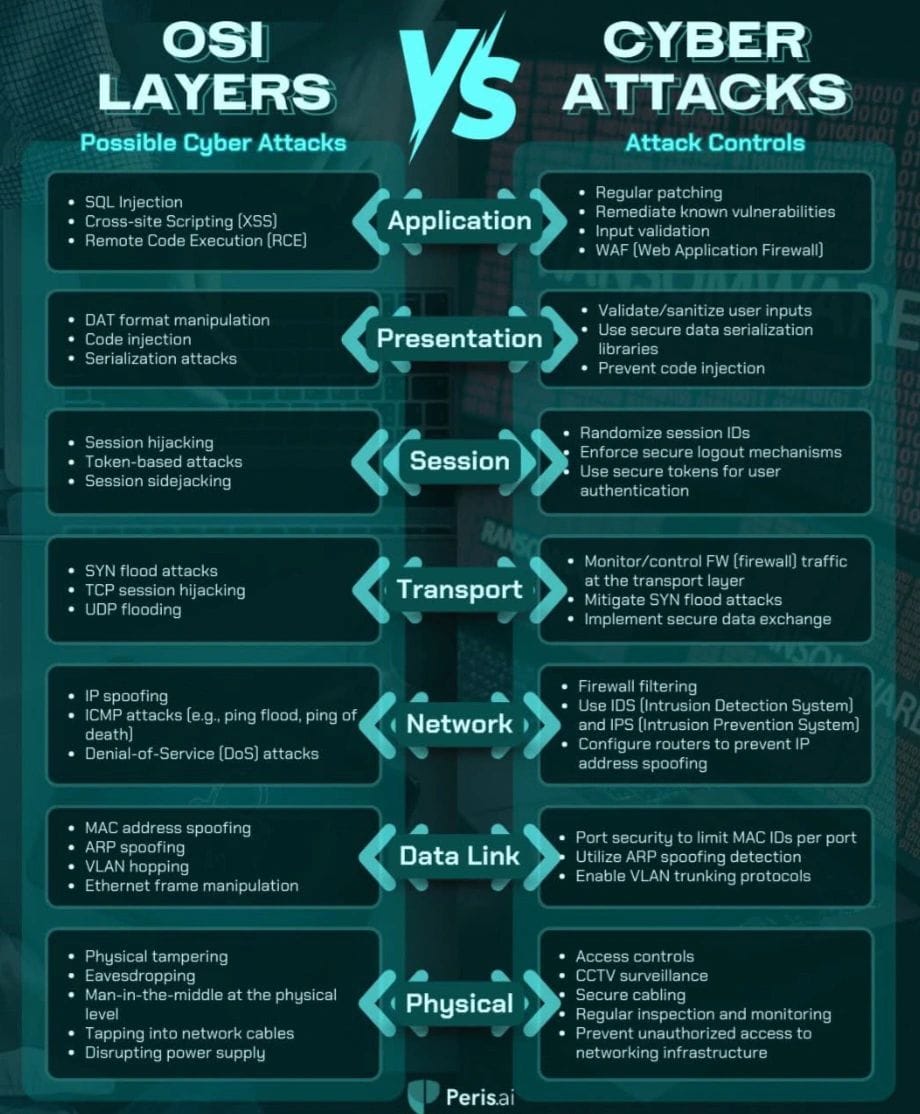 OSI
LAYERS
VS
CYBER
ATTACKS
Possible Cyber Attacks
Attack Controls
• SQL Injection
• Cross-site Scripting (XSS)
• Remote Code Execution (RCE)
Application
• Regular patching
• Remediate known vulnerabilities
• Input validation
• WAF (Web Application Firewall)
• DAT format manipulation
• Code injection
• Serialization attacks
Presentation
• Validate/sanitize user inputs
• Use secure data serialization
libraries
• Prevent code injection
• Session hijacking
• Token-based attacks
• Session sidejacking
Session
• Randomize session IDs
• Enforce secure logout mechanisms
• Use secure tokens for user
authentication
• SYN flood attacks
• TCP session hijacking
• UDP flooding
Transport
• Monitor/control FW (firewall) traffic
at the transport layer
• Mitigate SYN flood attacks
• Implement secure data exchange
• IP spoofing
• ICMP attacks (e.g., ping flood, ping of
death)
• Denial-of-Service (DoS) attacks
Network
• Firewall filtering
• Use IDS (Intrusion Detection System)
and IPS (Intrusion Prevention System)
• Configure routers to prevent IP
address spoofing
• MAC address spoofing
• ARP spoofing
• VLAN hopping
• Ethernet frame manipulation
Data Link
• Port security to limit MAC IDs per port
• Utilize ARP spoofing detection
• Enable VLAN trunking protocols
• Physical tampering
• Eavesdropping
• Man-in-the-middle at the physical
level
• Tapping into network cables
• Disrupting power supply
Physical
• Access controls
• CCTV surveillance
• Secure cabling
• Regular inspection and monitoring
• Prevent unauthorized access to
networking infrastructure
Peris.ai